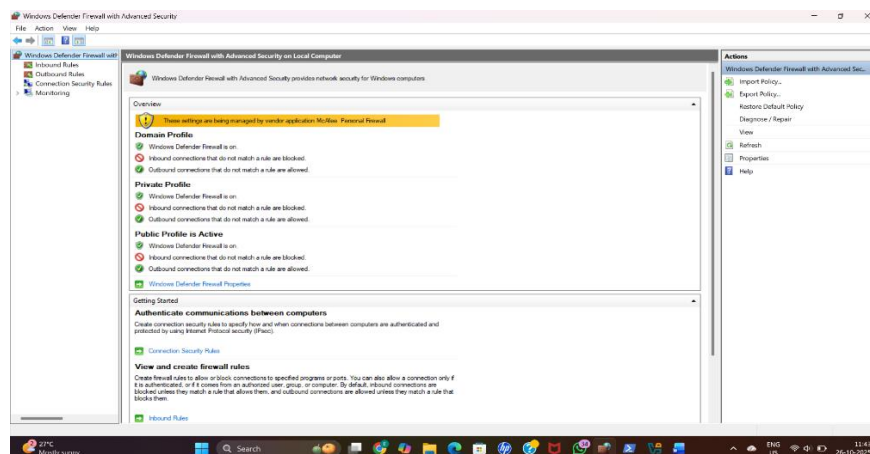 Windows Defender Firewall with Advanced Security
File Action View Help
Windows Defender Firewall with
Inbound Rules
Outbound Rules
Connection Security Rules
Monitoring
Windows Defender Firewall with Advanced Security on Local Computer
Windows Defender Firewall with Advanced Security provides network security for Windows computers
Overview
These settings are being managed by vendor application McAfee Personal Firewall
Domain Profile
Windows Defender Firewall is on.
Inbound connections that do not match a rule are blocked.
Outbound connections that do not match a rule are allowed.
Private Profile
Windows Defender Firewall is on.
Inbound connections that do not match a rule are blocked.
Outbound connections that do not match a rule are allowed.
Public Profile is Active
Windows Defender Firewall is on.
Inbound connections that do not match a rule are blocked.
Outbound connections that do not match a rule are allowed.
Windows Defender Firewall Properties
Getting Started
Authenticate communications between computers
Create connection security rules to specify how and when connections between computers are authenticated and
protected by using Internet Protocol security (IPsec).
Connection Security Rules
View and create firewall rules
Create firewall rules to allow or block connections to specified programs or ports. You can also allow a connection only if
it is authenticated, or if it comes from an authorized user, group, or computer. By default, inbound connections are
blocked unless they match a rule that allows them, and outbound connections are allowed unless they match a rule that
blocks them.
Inbound Rules
Actions
Windows Defender Firewall with Advanced Sec...
Import Policy...
Export Policy...
Restore Default Policy
Diagnose / Repair
View
Refresh
Properties
Help
27°C
Mostly sunny
Search
ENG
US
11:43
26-10-2025